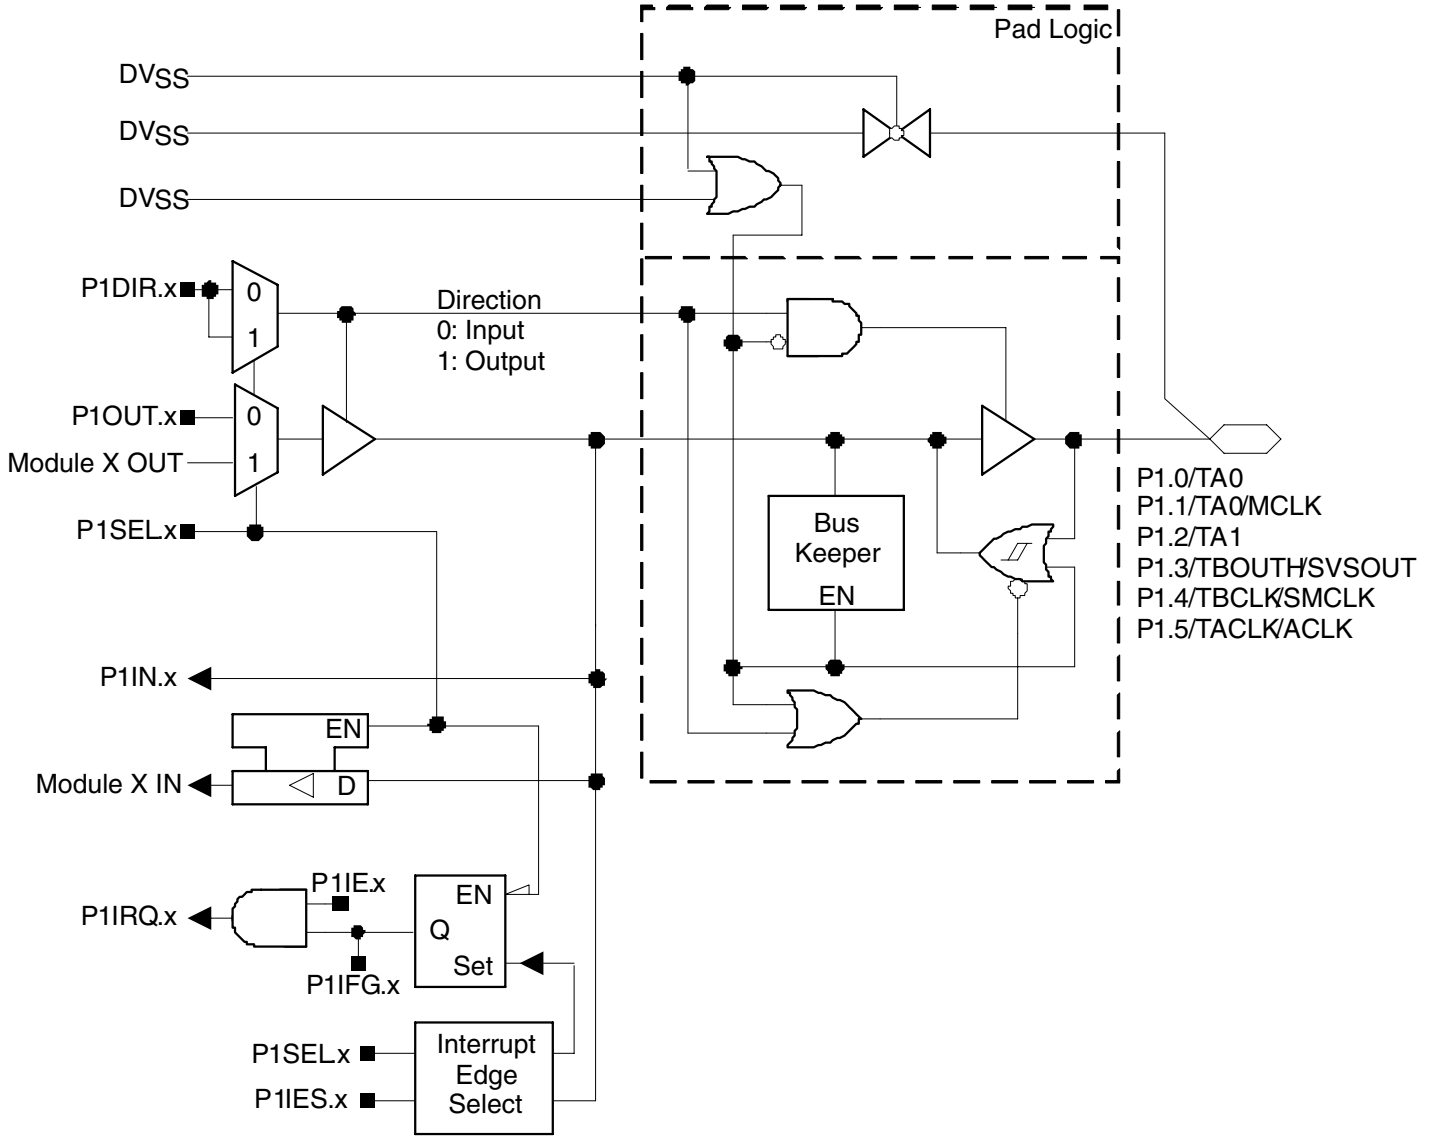 Pad Logic
DVSS
DVSS
DVSS
P1DIR.x
0
1
Direction
0: Input
1: Output
P1OUT.x
0
Module X OUT
1
P1SEL.x
Bus
Keeper
EN
P1.0/TA0
P1.1/TA0/MCLK
P1.2/TA1
P1.3/TBOUTH/SVSOUT
P1.4/TBCLK/SMCLK
P1.5/TACLK/ACLK
P1IN.x
EN
Module X IN
D
P1IE.x
P1IRQ.x
EN
Q
Set
P1IFG.x
P1SEL.x
P1IES.x
Interrupt
Edge
Select